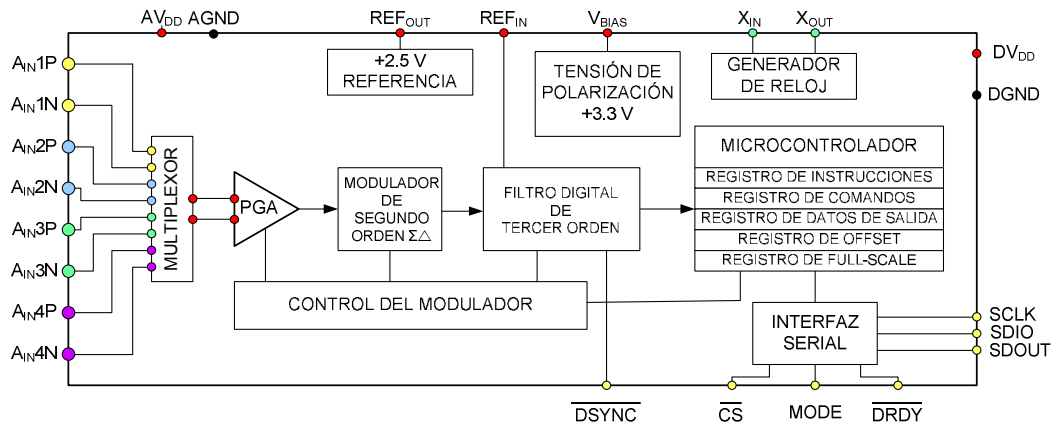 AVDD AGND REFOUT REFIN VBIAS XIN XOUT
+2.5 V
REFERENCIA
TENSIÓN DE
POLARIZACIÓN
+3.3 V
GENERADOR
DE RELOJ
DVDD
DGND
AIN1P
AIN1N
AIN2P
AIN2N
AIN3P
AIN3N
AIN4P
AIN4N
MULTIPLEXOR
PGA
MODULADOR
DE
SEGUNDO
ORDEN Σ△
FILTRO DIGITAL
DE
TERCER ORDEN
MICROCONTROLADOR
REGISTRO DE INSTRUCCIONES
REGISTRO DE COMANDOS
REGISTRO DE DATOS DE SALIDA
REGISTRO DE OFFSET
REGISTRO DE FULL-SCALE
CONTROL DEL MODULADOR
INTERFAZ
SERIAL
SCLK
SDIO
SDOUT
DSYNC CS MODE DRDY